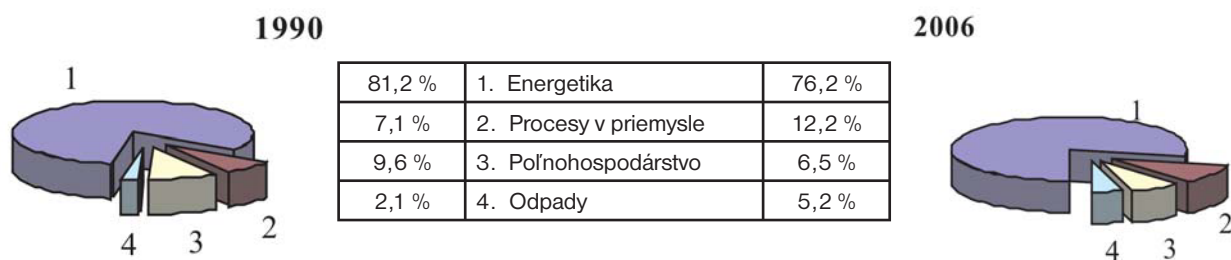 1990
2006
1
4
3
2
81,2 % 1. Energetika 76,2 %
7,1 % 2. Procesy v priemysle 12,2 %
9,6 % 3. Poľnohospodárstvo 6,5 %
2,1 % 4. Odpady 5,2 %
1
4
3
2